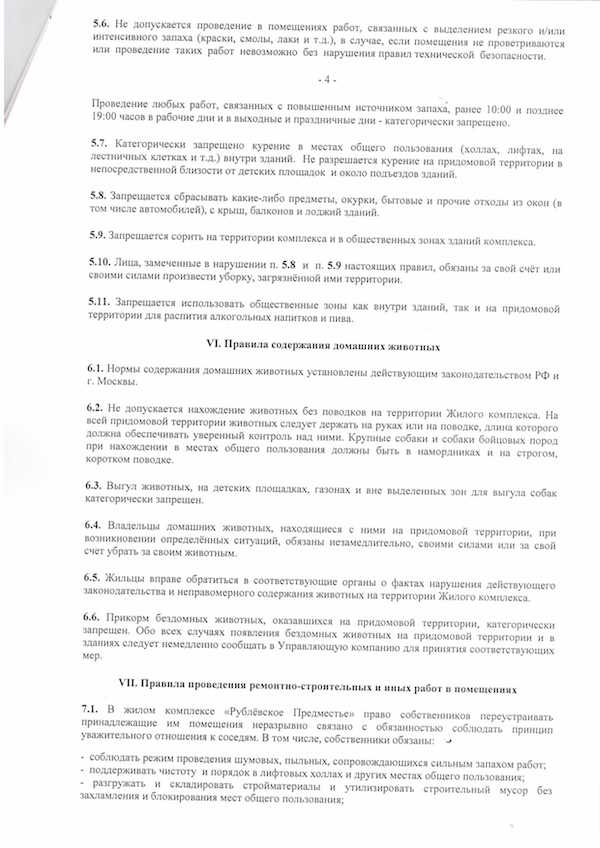 5.6. Не допускается проведение в помещениях работ, связанных с выделением резкого и/или
интенсивного запаха (краски, смолы, лаки и т.д.), в случае, если помещения не проветриваются
или проведение таких работ невозможно без нарушения правил технической безопасности.
- 4 -
Проведение любых работ, связанных с повышенным источником запаха, ранее 10:00 и позднее
19:00 часов в рабочие дни и в выходные и праздничные дни - категорически запрещено.
5.7. Категорически запрещено курение в местах общего пользования (холлах, лифтах, на
лестничных клетках и т.д.) внутри зданий. Не разрешается курение на придомовой территории в
непосредственной близости от детских площадок и около подъездов зданий.
5.8. Запрещается сбрасывать какие-либо предметы, окурки, бытовые и прочие отходы из окон (в
том числе автомобилей), с крыш, балконов и лоджий зданий.
5.9. Запрещается сорить на территории комплекса и в общественных зонах зданий комплекса.
5.10. Лица, замеченные в нарушении п. 5.8 и п. 5.9 настоящих правил, обязаны за свой счёт или
своими силами произвести уборку, загрязнённой ими территории.
5.11. Запрещается использовать общественные зоны как внутри зданий, так и на придомовой
территории для распития алкогольных напитков и пива.
VI. Правила содержания домашних животных
6.1. Нормы содержания домашних животных установлены действующим законодательством РФ и
г. Москвы.
6.2. Не допускается нахождение животных без поводков на территории Жилого комплекса. На
всей придомовой территории животных следует держать на руках или на поводке, длина которого
должна обеспечивать уверенный контроль над ними. Крупные собаки и собаки бойцовых пород
при нахождении в местах общего пользования должны быть в намордниках и на строгом,
коротком поводке.
6.3. Выгул животных, на детских площадках, газонах и вне выделенных зон для выгула собак
категорически запрещен.
6.4. Владельцы домашних животных, находящиеся с ними на придомовой территории, при
возникновении определённых ситуаций, обязаны незамедлительно, своими силами или за свой
счет убрать за своим животным.
6.5. Жильцы вправе обратиться в соответствующие органы о фактах нарушения действующего
законодательства и неправомерного содержания животных на территории Жилого комплекса.
6.6. Прикорм бездомных животных, оказавшихся на придомовой территории, категорически
запрещен. Обо всех случаях появления бездомных животных на придомовой территории и в
зданиях следует немедленно сообщать в Управляющую компанию для принятия соответствующих
мер.
VII. Правила проведения ремонтно-строительных и иных работ в помещениях
7.1. В жилом комплексе «Рублёвское Предместье» право собственников переустраивать
принадлежащие им помещения неразрывно связано с обязанностью соблюдать принцип
уважительного отношения к соседям. В том числе, собственники обязаны:
- соблюдать режим проведения шумовых, пыльных, сопровождающихся сильным запахом работ;
- поддерживать чистоту и порядок в лифтовых холлах и других местах общего пользования;
- разгружать и складировать стройматериалы и утилизировать строительный мусор без
захламления и блокирования мест общего пользования;